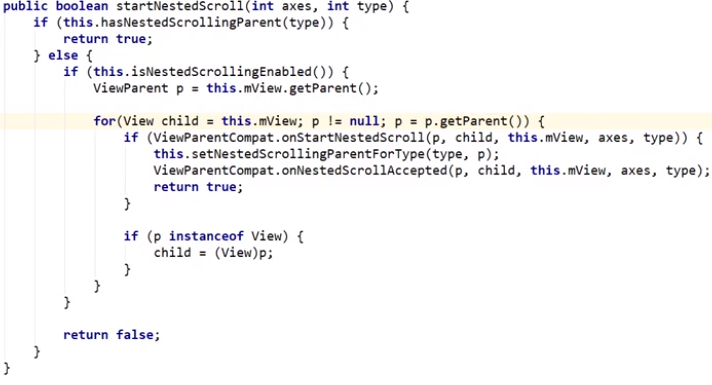 public boolean startNestedScroll(int axes, int type) {
    if (this.hasNestedScrollingParent(type)) {
        return true;
    } else {
        if (this.isNestedScrollingEnabled()) {
            ViewParent p = this.mView.getParent();

            for(View child = this.mView; p != null; p = p.getParent()) {
                if (ViewParentCompat.onStartNestedScroll(p, child, this.mView, axes, type)) {
                    this.setNestedScrollingParentForType(type, p);
                    ViewParentCompat.onNestedScrollAccepted(p, child, this.mView, axes, type);
                    return true;
                }

                if (p instanceof View) {
                    child = (View)p;
                }
            }
        }

        return false;
    }
}